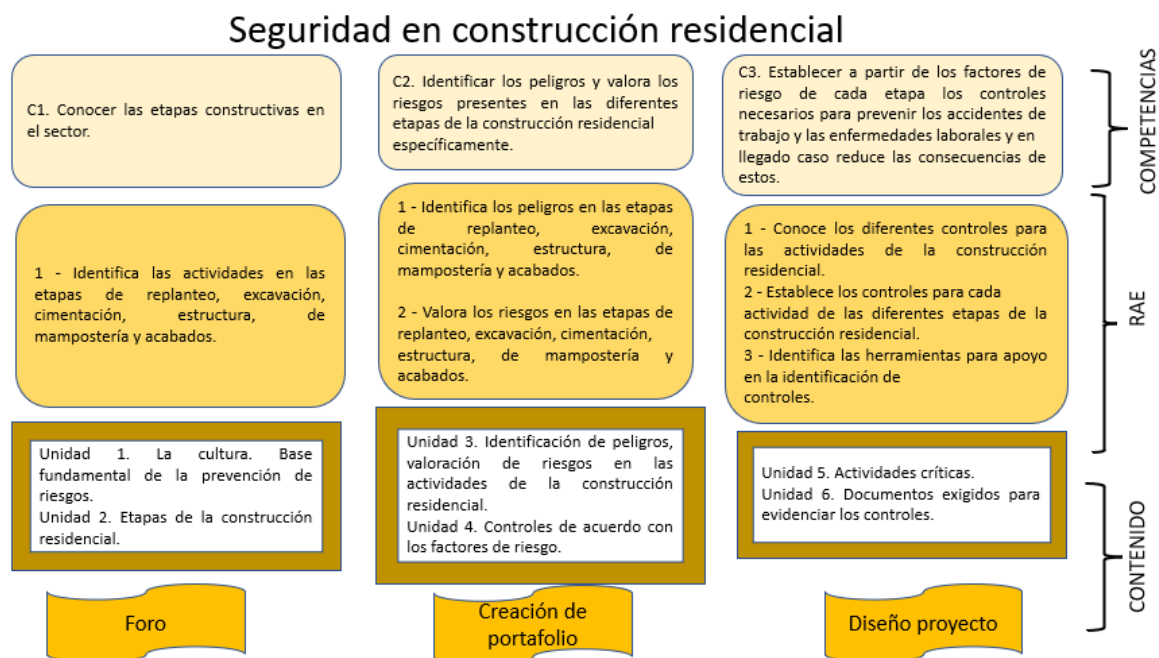 Seguridad en construcción residencial
C1. Conocer las etapas constructivas en
el sector.
C2. Identificar los peligros y valora los
riesgos presentes en las diferentes
etapas de la construcción residencial
específicamente.
C3. Establecer a partir de los factores de
riesgo de cada etapa los controles
necesarios para prevenir los accidentes de
trabajo y las enfermedades laborales y en
llegado caso reduce las consecuencias de
estos.
COMPETENCIAS
1 - Identifica las actividades en las
etapas de replanteo, excavación,
cimentación, estructura, de
mampostería y acabados.
1 - Identifica los peligros en las etapas
de replanteo, excavación,
cimentación, estructura, de
mampostería y acabados.
2 - Valora los riesgos en las etapas de
replanteo, excavación, cimentación,
estructura, de mampostería y
acabados.
1 - Conoce los diferentes controles para
las actividades de la construcción
residencial.
2 - Establece los controles para cada
actividad de las diferentes etapas de la
construcción residencial.
3 - Identifica las herramientas para apoyo
en la identificación de
controles.
RAE
Unidad 1. La cultura. Base
fundamental de la prevención de
riesgos.
Unidad 2. Etapas de la construcción
residencial.
Unidad 3. Identificación de peligros,
valoración de riesgos en las
actividades de la construcción
residencial.
Unidad 4. Controles de acuerdo con
los factores de riesgo.
Unidad 5. Actividades críticas.
Unidad 6. Documentos exigidos para
evidenciar los controles.
CONTENIDO
Foro
Creación de
portafolio
Diseño proyecto